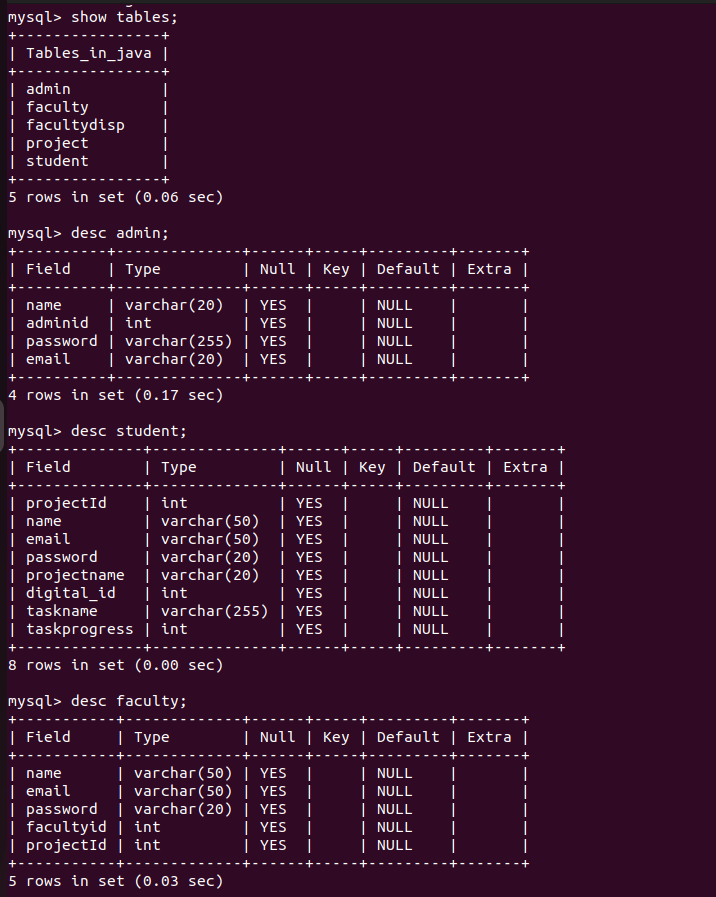 mysql> show tables;
+----------------+
| Tables_in_java |
+----------------+
| admin          |
| faculty        |
| facultydisp    |
| project        |
| student        |
+----------------+
5 rows in set (0.06 sec)
mysql> desc admin;
+----------+--------------+------+-----+---------+-------+
| Field    | Type         | Null | Key | Default | Extra |
+----------+--------------+------+-----+---------+-------+
| name     | varchar(20)  | YES  |     | NULL    |       |
| adminid  | int          | YES  |     | NULL    |       |
| password | varchar(255) | YES  |     | NULL    |       |
| email    | varchar(20)  | YES  |     | NULL    |       |
+----------+--------------+------+-----+---------+-------+
4 rows in set (0.17 sec)
mysql> desc student;
+--------------+--------------+------+-----+---------+-------+
| Field        | Type         | Null | Key | Default | Extra |
+--------------+--------------+------+-----+---------+-------+
| projectId    | int          | YES  |     | NULL    |       |
| name         | varchar(50)  | YES  |     | NULL    |       |
| email        | varchar(50)  | YES  |     | NULL    |       |
| password     | varchar(20)  | YES  |     | NULL    |       |
| projectname  | varchar(20)  | YES  |     | NULL    |       |
| digital_id   | int          | YES  |     | NULL    |       |
| taskname     | varchar(255) | YES  |     | NULL    |       |
| taskprogress | int          | YES  |     | NULL    |       |
+--------------+--------------+------+-----+---------+-------+
8 rows in set (0.00 sec)
mysql> desc faculty;
+-----------+-------------+------+-----+---------+-------+
| Field     | Type        | Null | Key | Default | Extra |
+-----------+-------------+------+-----+---------+-------+
| name      | varchar(50) | YES  |     | NULL    |       |
| email     | varchar(50) | YES  |     | NULL    |       |
| password  | varchar(20) | YES  |     | NULL    |       |
| facultyid | int         | YES  |     | NULL    |       |
| projectId | int         | YES  |     | NULL    |       |
+-----------+-------------+------+-----+---------+-------+
5 rows in set (0.03 sec)